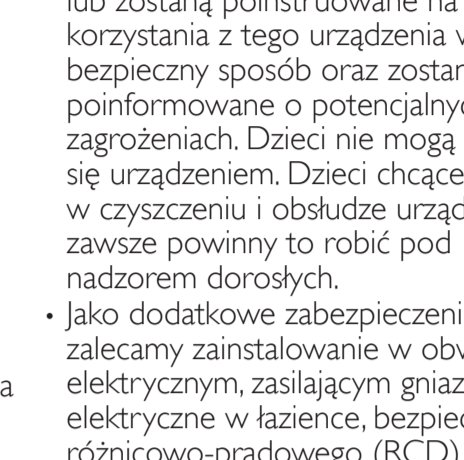 lub zostaną poinstruowane na
korzystania z tego urządzenia
bezpieczny sposób oraz
poinformowane o
zagrożeniach. Dzieci nie mogą
się urządzeniem. Dzieci chcące
w czyszczeniu i obsłudze
zawsze powinny to robić pod
nadzorem dorosłych.
• Jako dodatkowe
zalecamy zainstalowanie w
a elektrycznym, zasilającym
elektryczne w łazience,
różnicowo-prądowego (RCD)